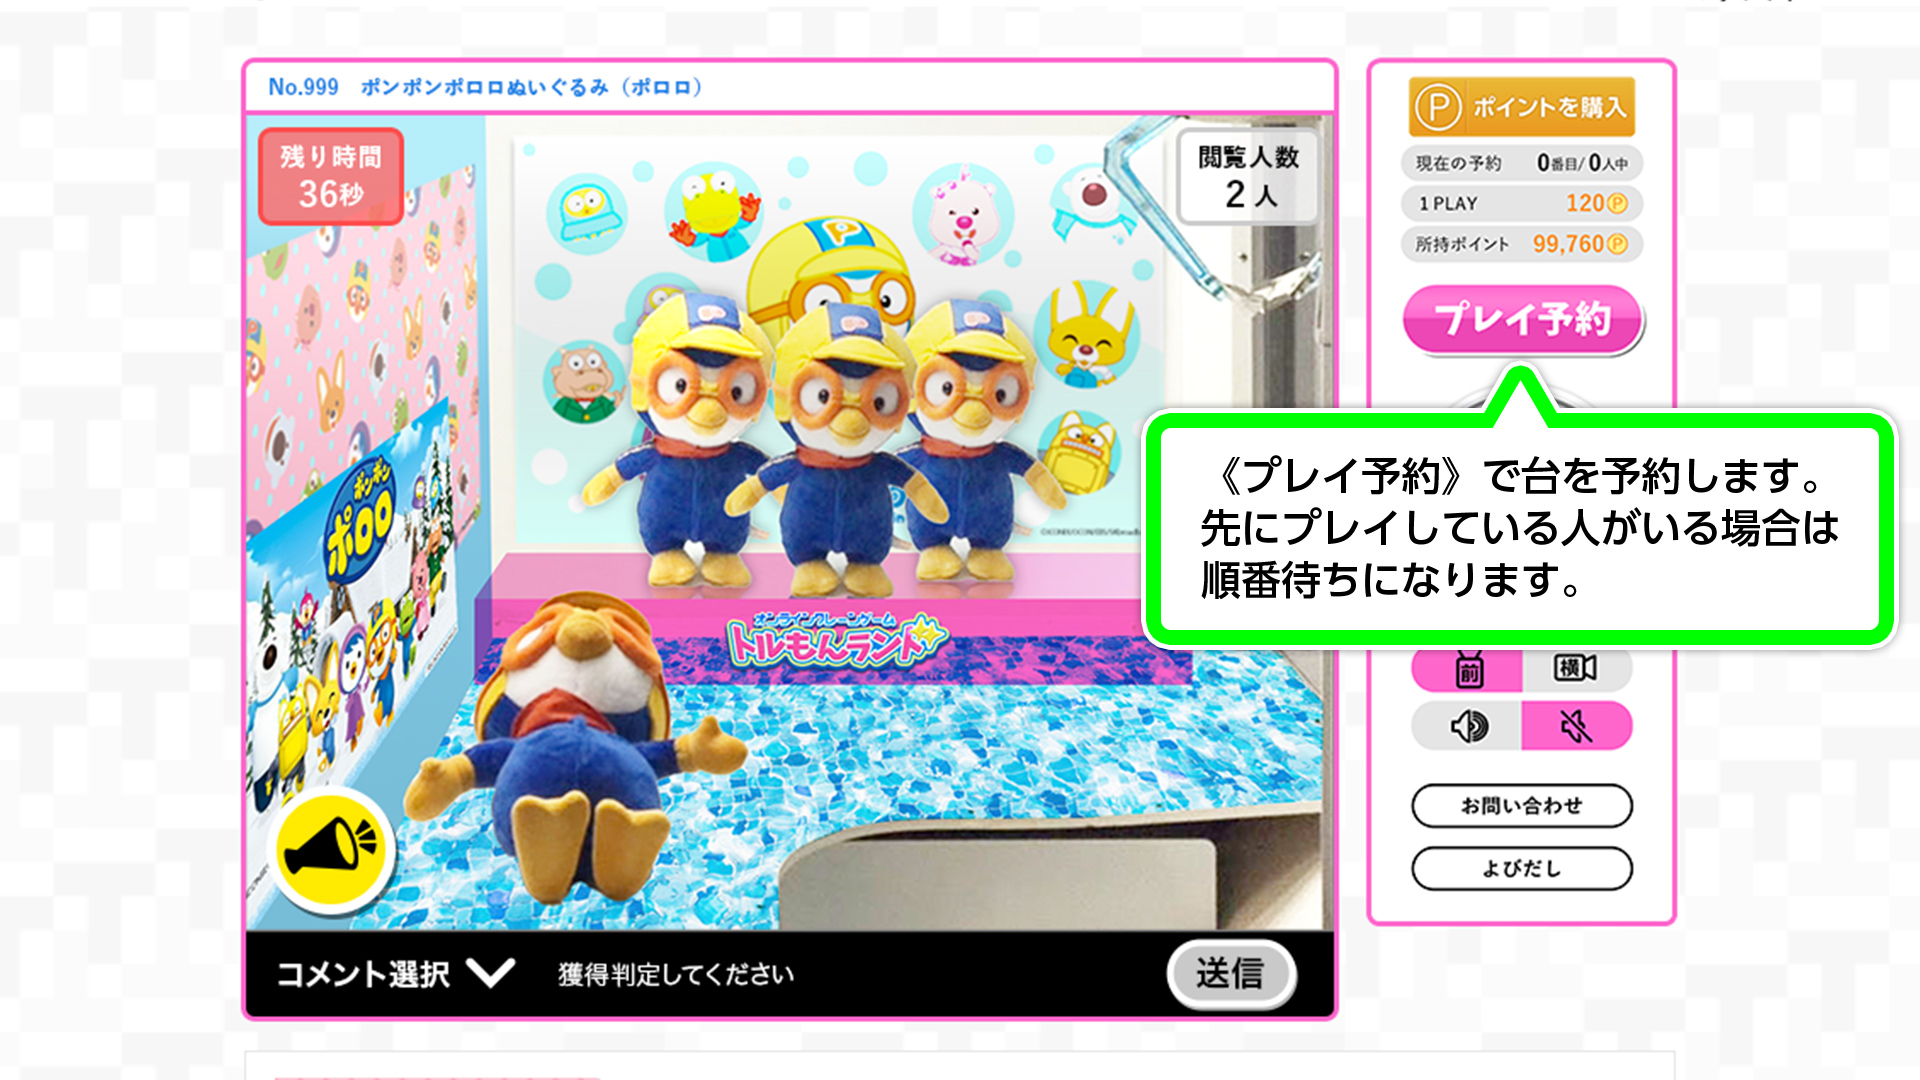 No.999 ポンポンポロロぬいぐるみ（ポロロ）
残り時間
36秒
閲覧人数
2人
ポンポン
ポロロ
オンラインクレーンゲーム
トルもんランド
コメント選択
獲得判定してください
送信
P ポイントを購入
現在の予約 0番目/0人中
1 PLAY 120P
所持ポイント 99,760P
プレイ予約
《プレイ予約》で台を予約します。
先にプレイしている人がいる場合は
順番待ちになります。
前
横
お問い合わせ
よびだし